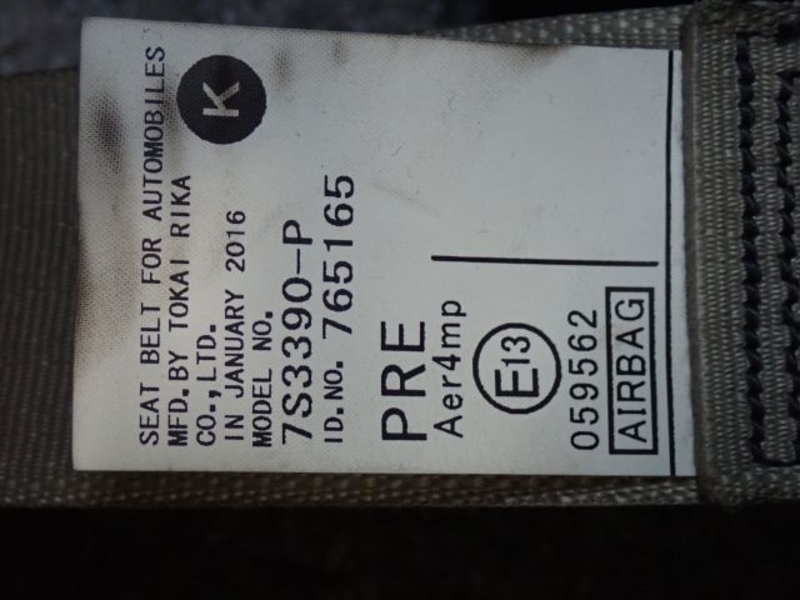 SEAT BELT FOR AUTOMOBILES
MFD. BY TOKAI RIKA
CO., LTD.
K
IN JANUARY 2016
MODEL NO.
7S3390-P
ID. NO. 765165
PRE
Aer4mp
E13
059562
AIRBAG